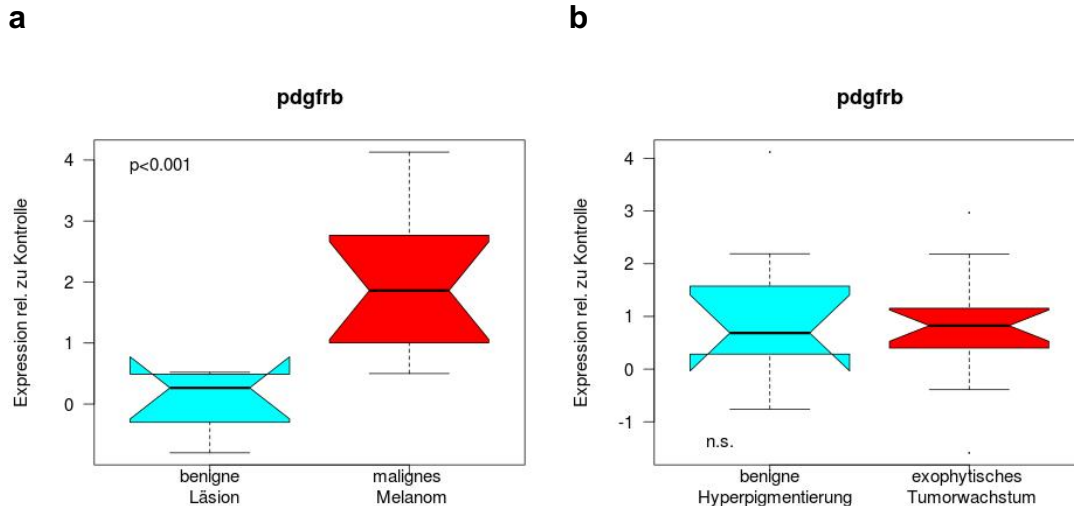 a
pdgfrb
Expression rel. zu Kontrolle
4
3
2
1
0
p<0.001
benigne
Läsion
malignes
Melanom
b
pdgfrb
Expression rel. zu Kontrolle
4
3
2
1
0
-1
n.s.
benigne
Hyperpigmentierung
exophytisches
Tumorwachstum